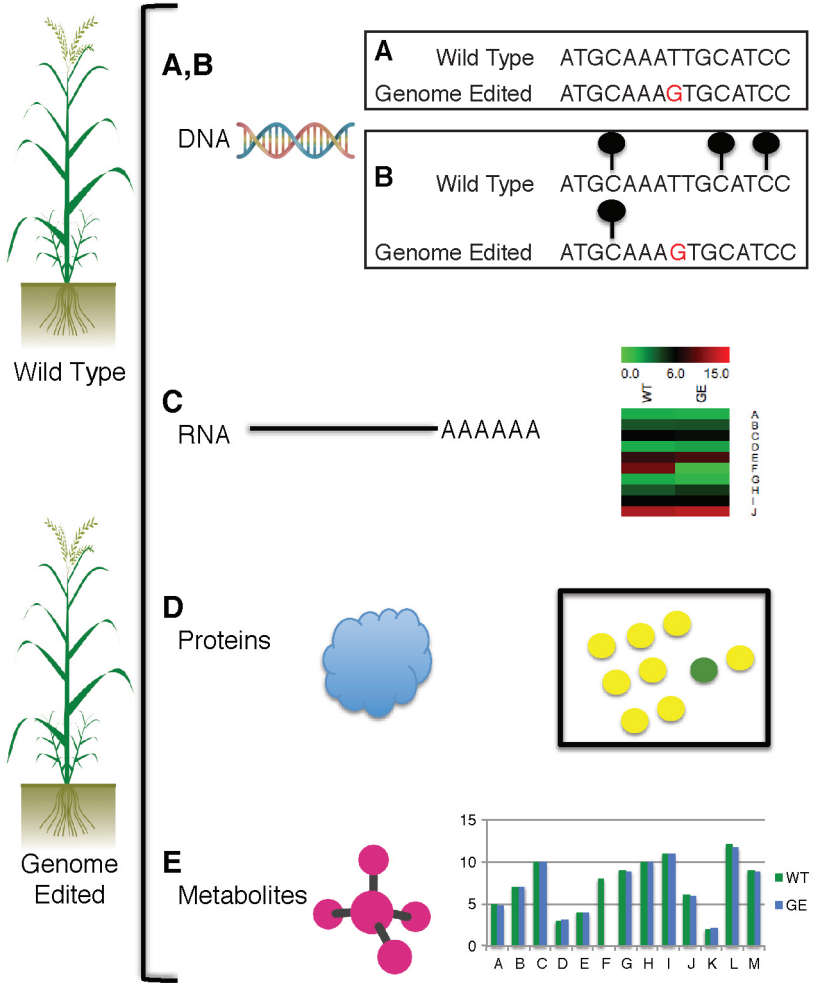 A,B
DNA
A
Wild Type ATGCAAATTGCATCC
Genome Edited ATGCAAAGTGCATCC
B
Wild Type ATGCAAATTGCATCC
Genome Edited ATGCAAAGTGCATCC
Wild Type
C
RNA
AAAAAA
0.0 6.0 15.0
WT GE
A
B
C
D
E
F
G
H
I
J
D
Proteins
Genome
Edited
E
Metabolites
15
10
5
0
A B C D E F G H I J K L M
WT
GE